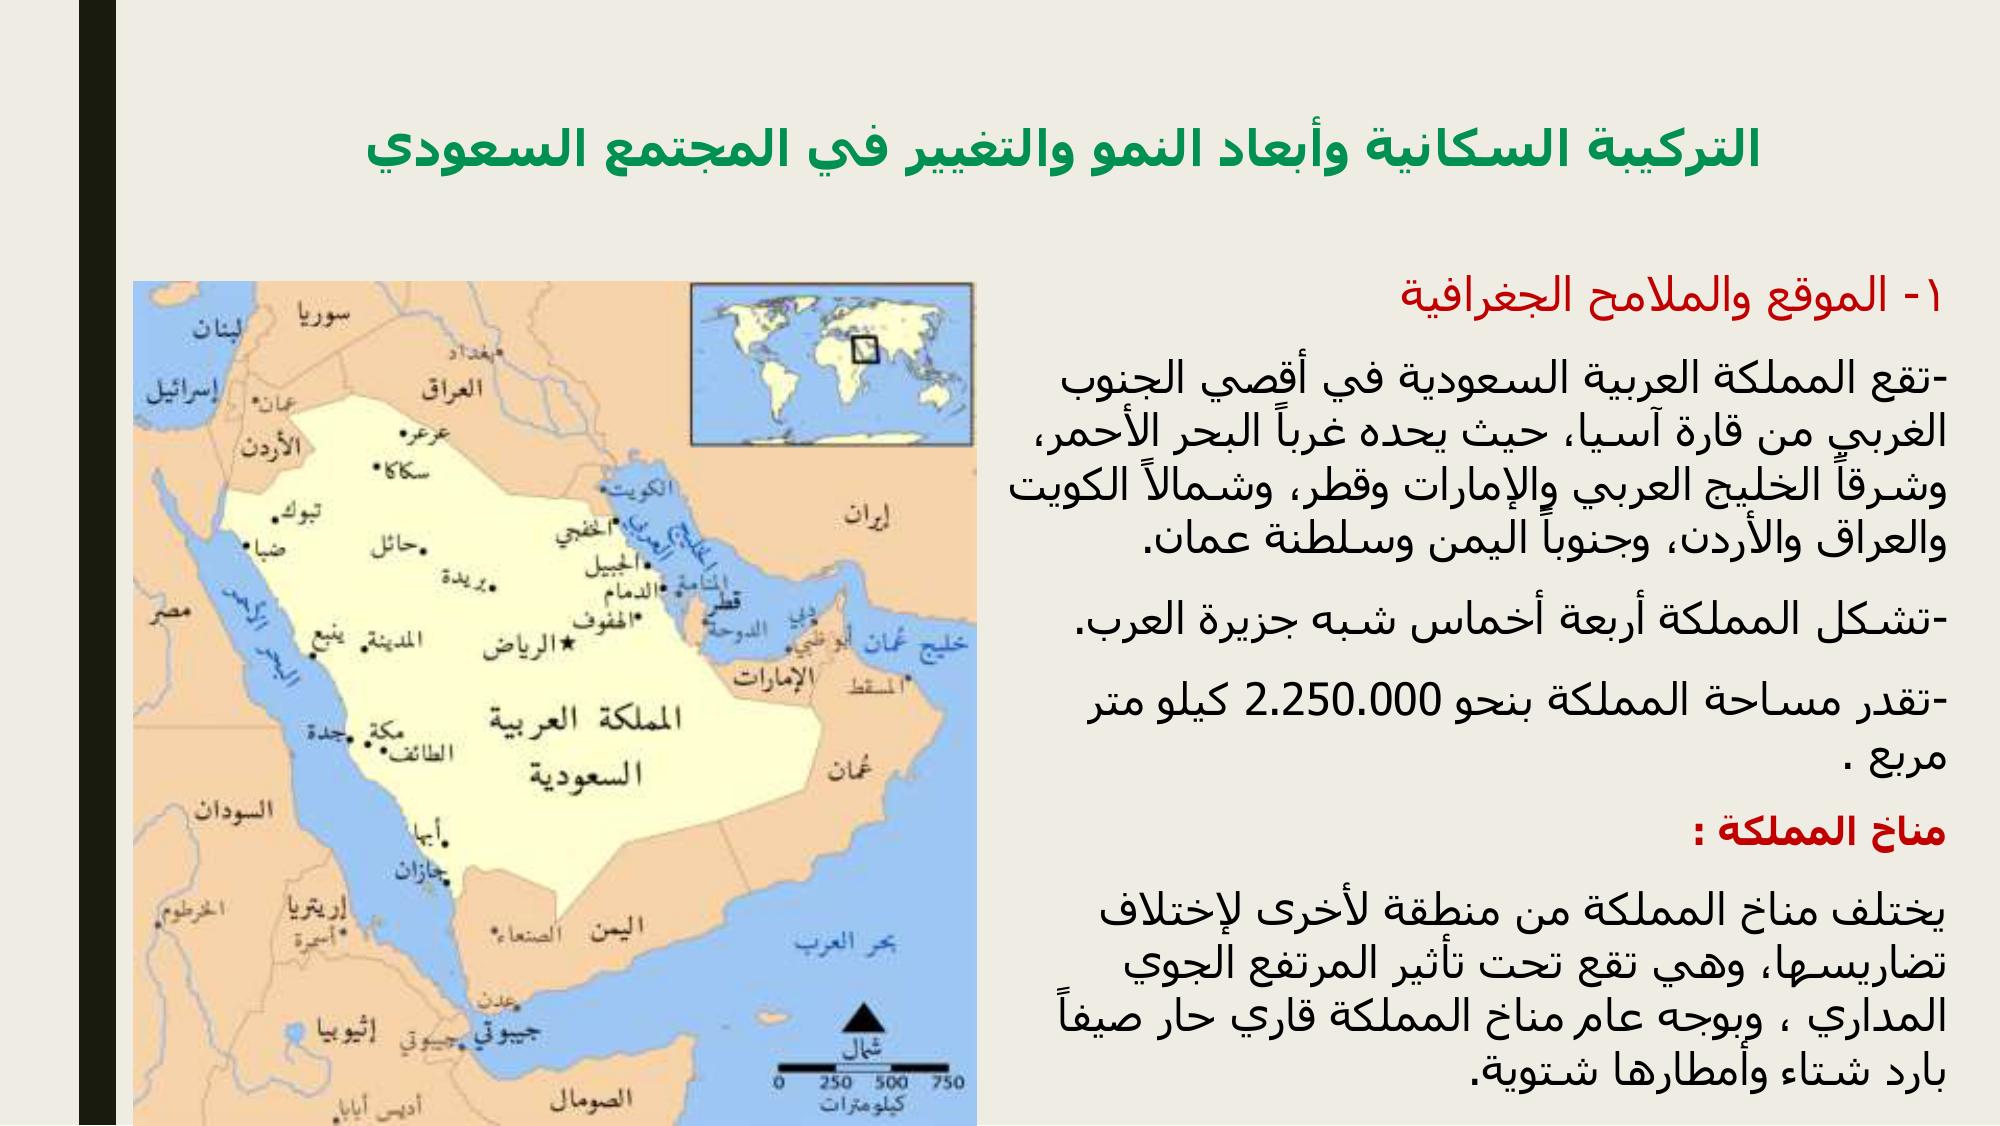 التركيبة السكانية وأبعاد النمو والتغيير في المجتمع السعودي
١- الموقع والملامح الجغرافية
-تقع المملكة العربية السعودية في أقصي الجنوب
الغربي من قارة آسيا، حيث يحده غرباً البحر الأحمر،
وشرقاً الخليج العربي والإمارات وقطر، وشمالاً الكويت
والعراق والأردن، وجنوباً اليمن وسلطنة عمان.
-تشكل المملكة أربعة أخماس شبه جزيرة العرب.
-تقدر مساحة المملكة بنحو 2.250.000 كيلو متر
مربع .
مناخ المملكة :
يختلف مناخ المملكة من منطقة لأخرى لإختلاف
تضاريسها، وهي تقع تحت تأثير المرتفع الجوي
المداري ، وبوجه عام مناخ المملكة قاري حار صيفاً
بارد شتاء وأمطارها شتوية.
سوريا
لبنان
بغداد
العراق
إسرائيل
عمان
الأردن
عرعر
سكاكا
الكويت
إيران
تبوك
الخفجي
الخليج العربي
ضبا
حائل
الجبيل
بريدة
الدمام
المنامة
قطر
مصر
الهفوف
الدوحة
دبي
أبو ظبي
خليج عُمان
البحر الأحمر
ينبع
المدينة
الرياض
الإمارات
المسقط
المملكة العربية
السعودية
جدة
مكة
الطائف
عُمان
السودان
أبها
جازان
الخرطوم
إريتريا
أسمرة
الصنعاء
اليمن
بحر العرب
عدن
جيبوتي
جيبوتي
إثيوبيا
شمال
0 250 500 750
كيلومترات
الصومال
أديس أبابا